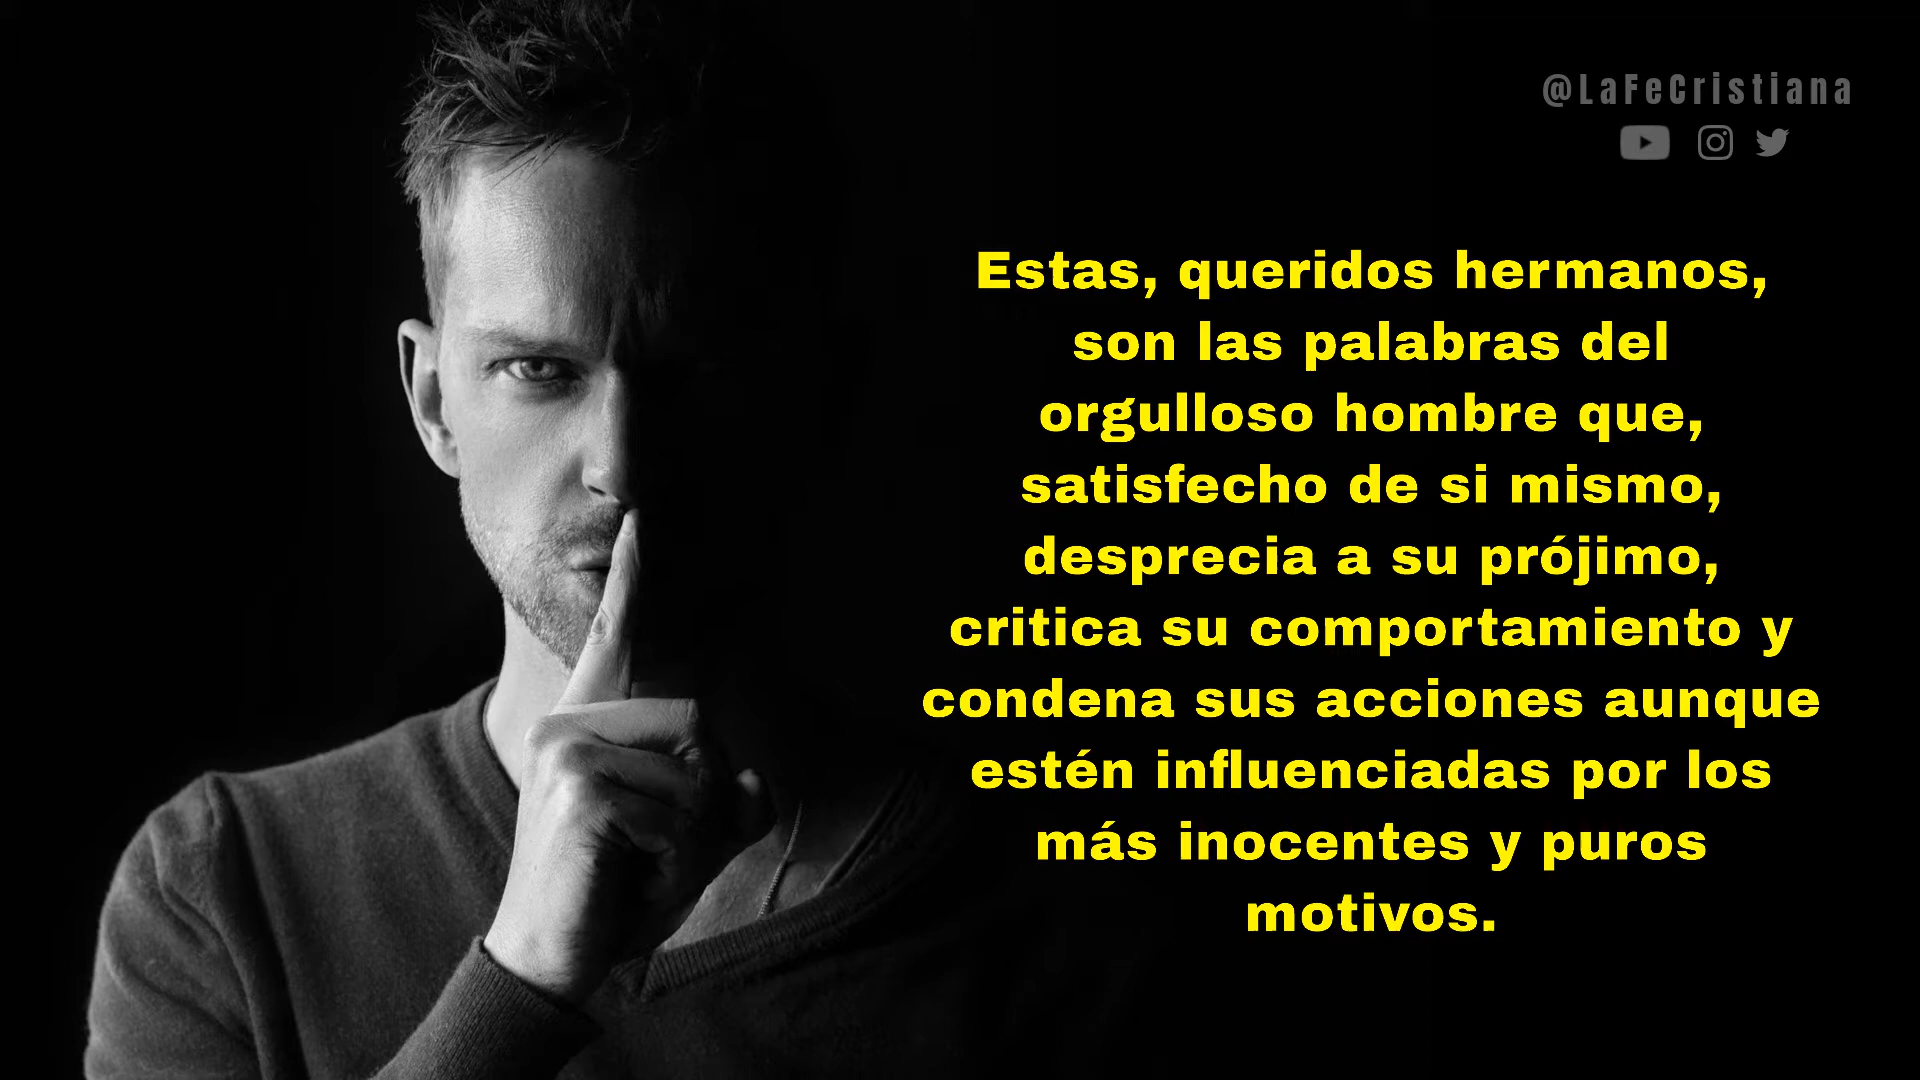 @LaFeCristiana
Estas, queridos hermanos,
son las palabras del
orgulloso hombre que,
satisfecho de si mismo,
desprecia a su prójimo,
critica su comportamiento y
condena sus acciones aunque
estén influenciadas por los
más inocentes y puros
motivos.